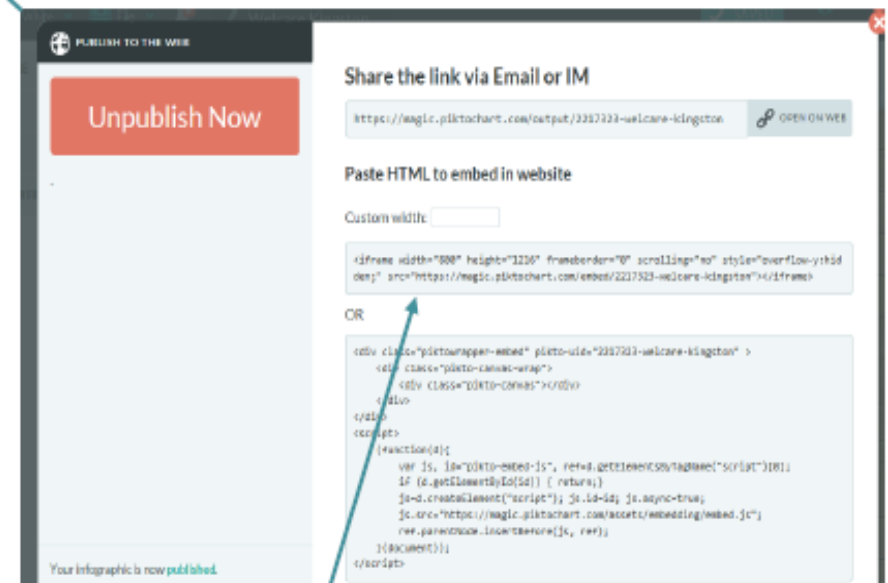 PUBLISH TO THE WEB
Unpublish Now
Your infographic is now published.
Share the link via Email or IM
https://magic.piktochart.com/output/2217323-welcare-kingston
OPEN ON WEB
Paste HTML to embed in website
Custom width:
<iframe width="800" height="1216" frameborder="0" scrolling="no" style="overflow-y:hid
den;" src="https://magic.piktochart.com/embed/2217323-welcare-kingston"></iframe>
OR
<div class="piktowrapper-embed" pikto-uid="2217323-welcare-kingston" >
<div class="pikto-canvas-wrap">
<div class="pikto-canvas"></div>
</div>
</div>
<script>
(function(d){
var js, id="pikto-embed-js", ref=d.getElementsByTagName("script")[0];
if (d.getElementById(id)) { return;}
js=d.createElement("script"); js.id=id; js.async=true;
js.src="https://magic.piktochart.com/assets/embedding/embed.js";
ref.parentNode.insertBefore(js, ref);
}(document));
</script>